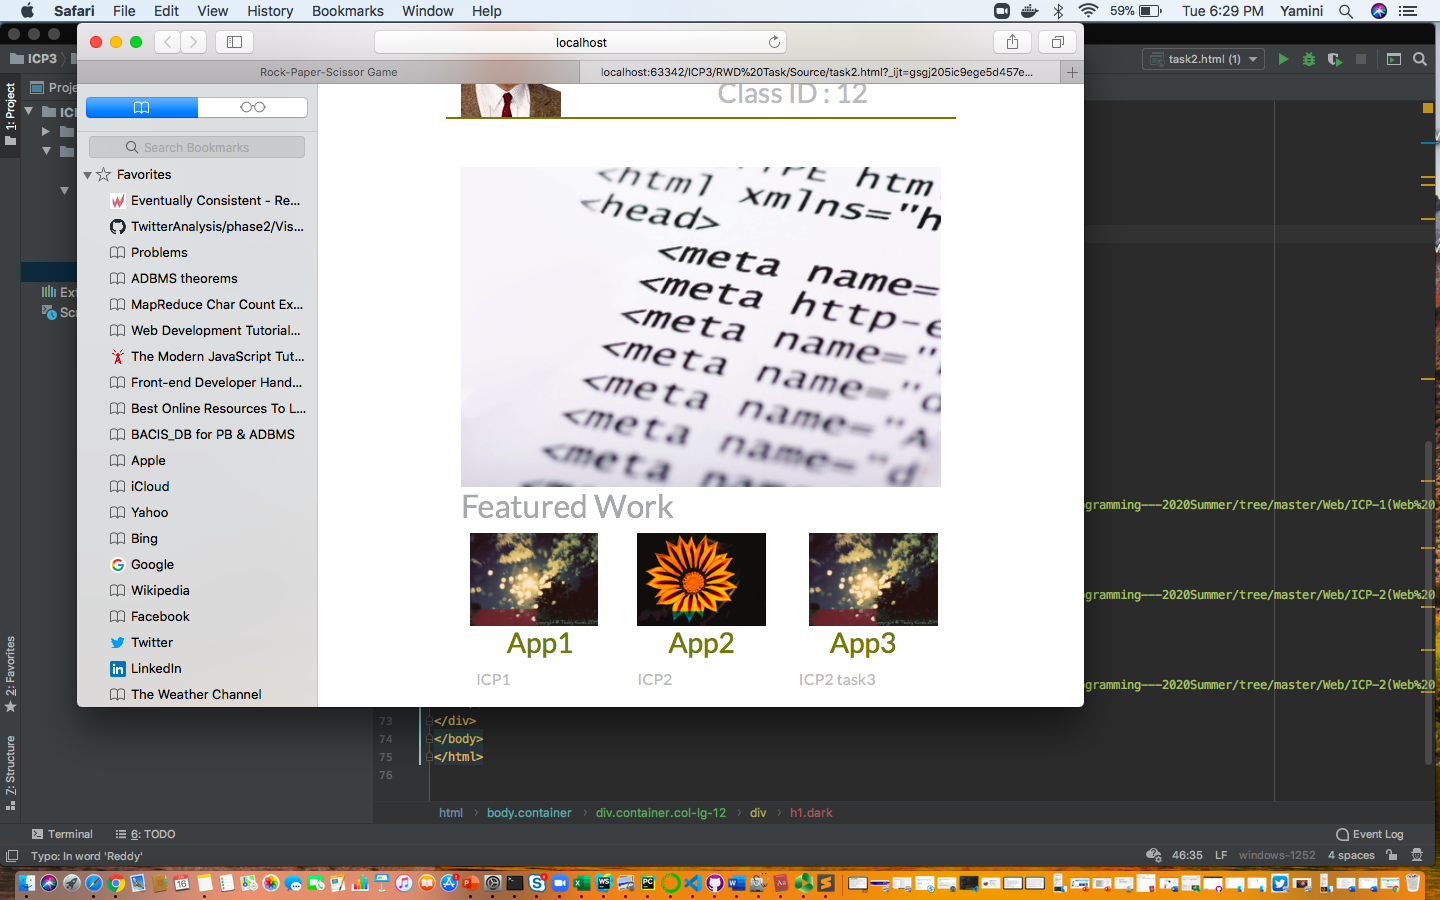 Safari File Edit View History Bookmarks Window Help 59% Tue 6:29 PM Yamini
localhost
Rock-Paper-Scissor Game
localhost:63342/ICP3/RWD%20Task/Source/task2.html?_ijt=gsgj205ic9ege5d457e...
ICP3
task2.html (1)
1: Project
Proje
Search Bookmarks
Favorites
Eventually Consistent - Re...
TwitterAnalysis/phase2/Vis...
Problems
ADBMS theorems
MapReduce Char Count Ex...
Web Development Tutorial...
The Modern JavaScript Tut...
Front-end Developer Hand...
Best Online Resources To L...
BACIS_DB for PB & ADBMS
Apple
iCloud
Yahoo
Bing
Google
Wikipedia
Facebook
Twitter
LinkedIn
The Weather Channel
Ext
Scr
2: Favorites
Z: Structure
Class ID : 12
<html xmlns="h
<head>
<meta name=
<meta http-e
<meta name="
<meta name="d
<meta name="A
<meta name="d
<meta name=
Featured Work
App1 App2 App3
ICP1 ICP2 ICP2 task3
gramming---2020Summer/tree/master/Web/ICP-1(Web%20
gramming---2020Summer/tree/master/Web/ICP-2(Web%20
gramming---2020Summer/tree/master/Web/ICP-2(Web%20
73 </div>
74 </body>
75 </html>
76
html › body.container › div.container.col-lg-12 › div › h1.dark
Terminal 6: TODO Event Log
Typo: In word 'Reddy' 46:35 LF windows-1252 4 spaces